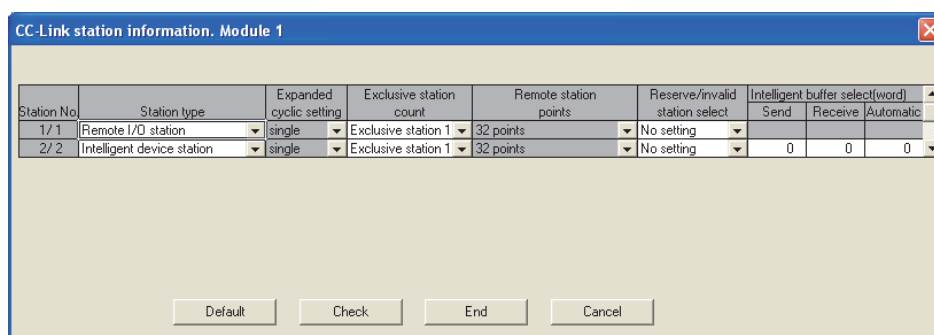 CC-Link station information. Module 1
Expanded Exclusive station Remote station Reserve/invalid Intelligent buffer select(word)
Station No. Station type cyclic setting count points station select Send Receive Automatic
1/1 Remote I/O station single Exclusive station 1 32 points No setting
2/2 Intelligent device station single Exclusive station 1 32 points No setting 0 0 0
Default Check End Cancel